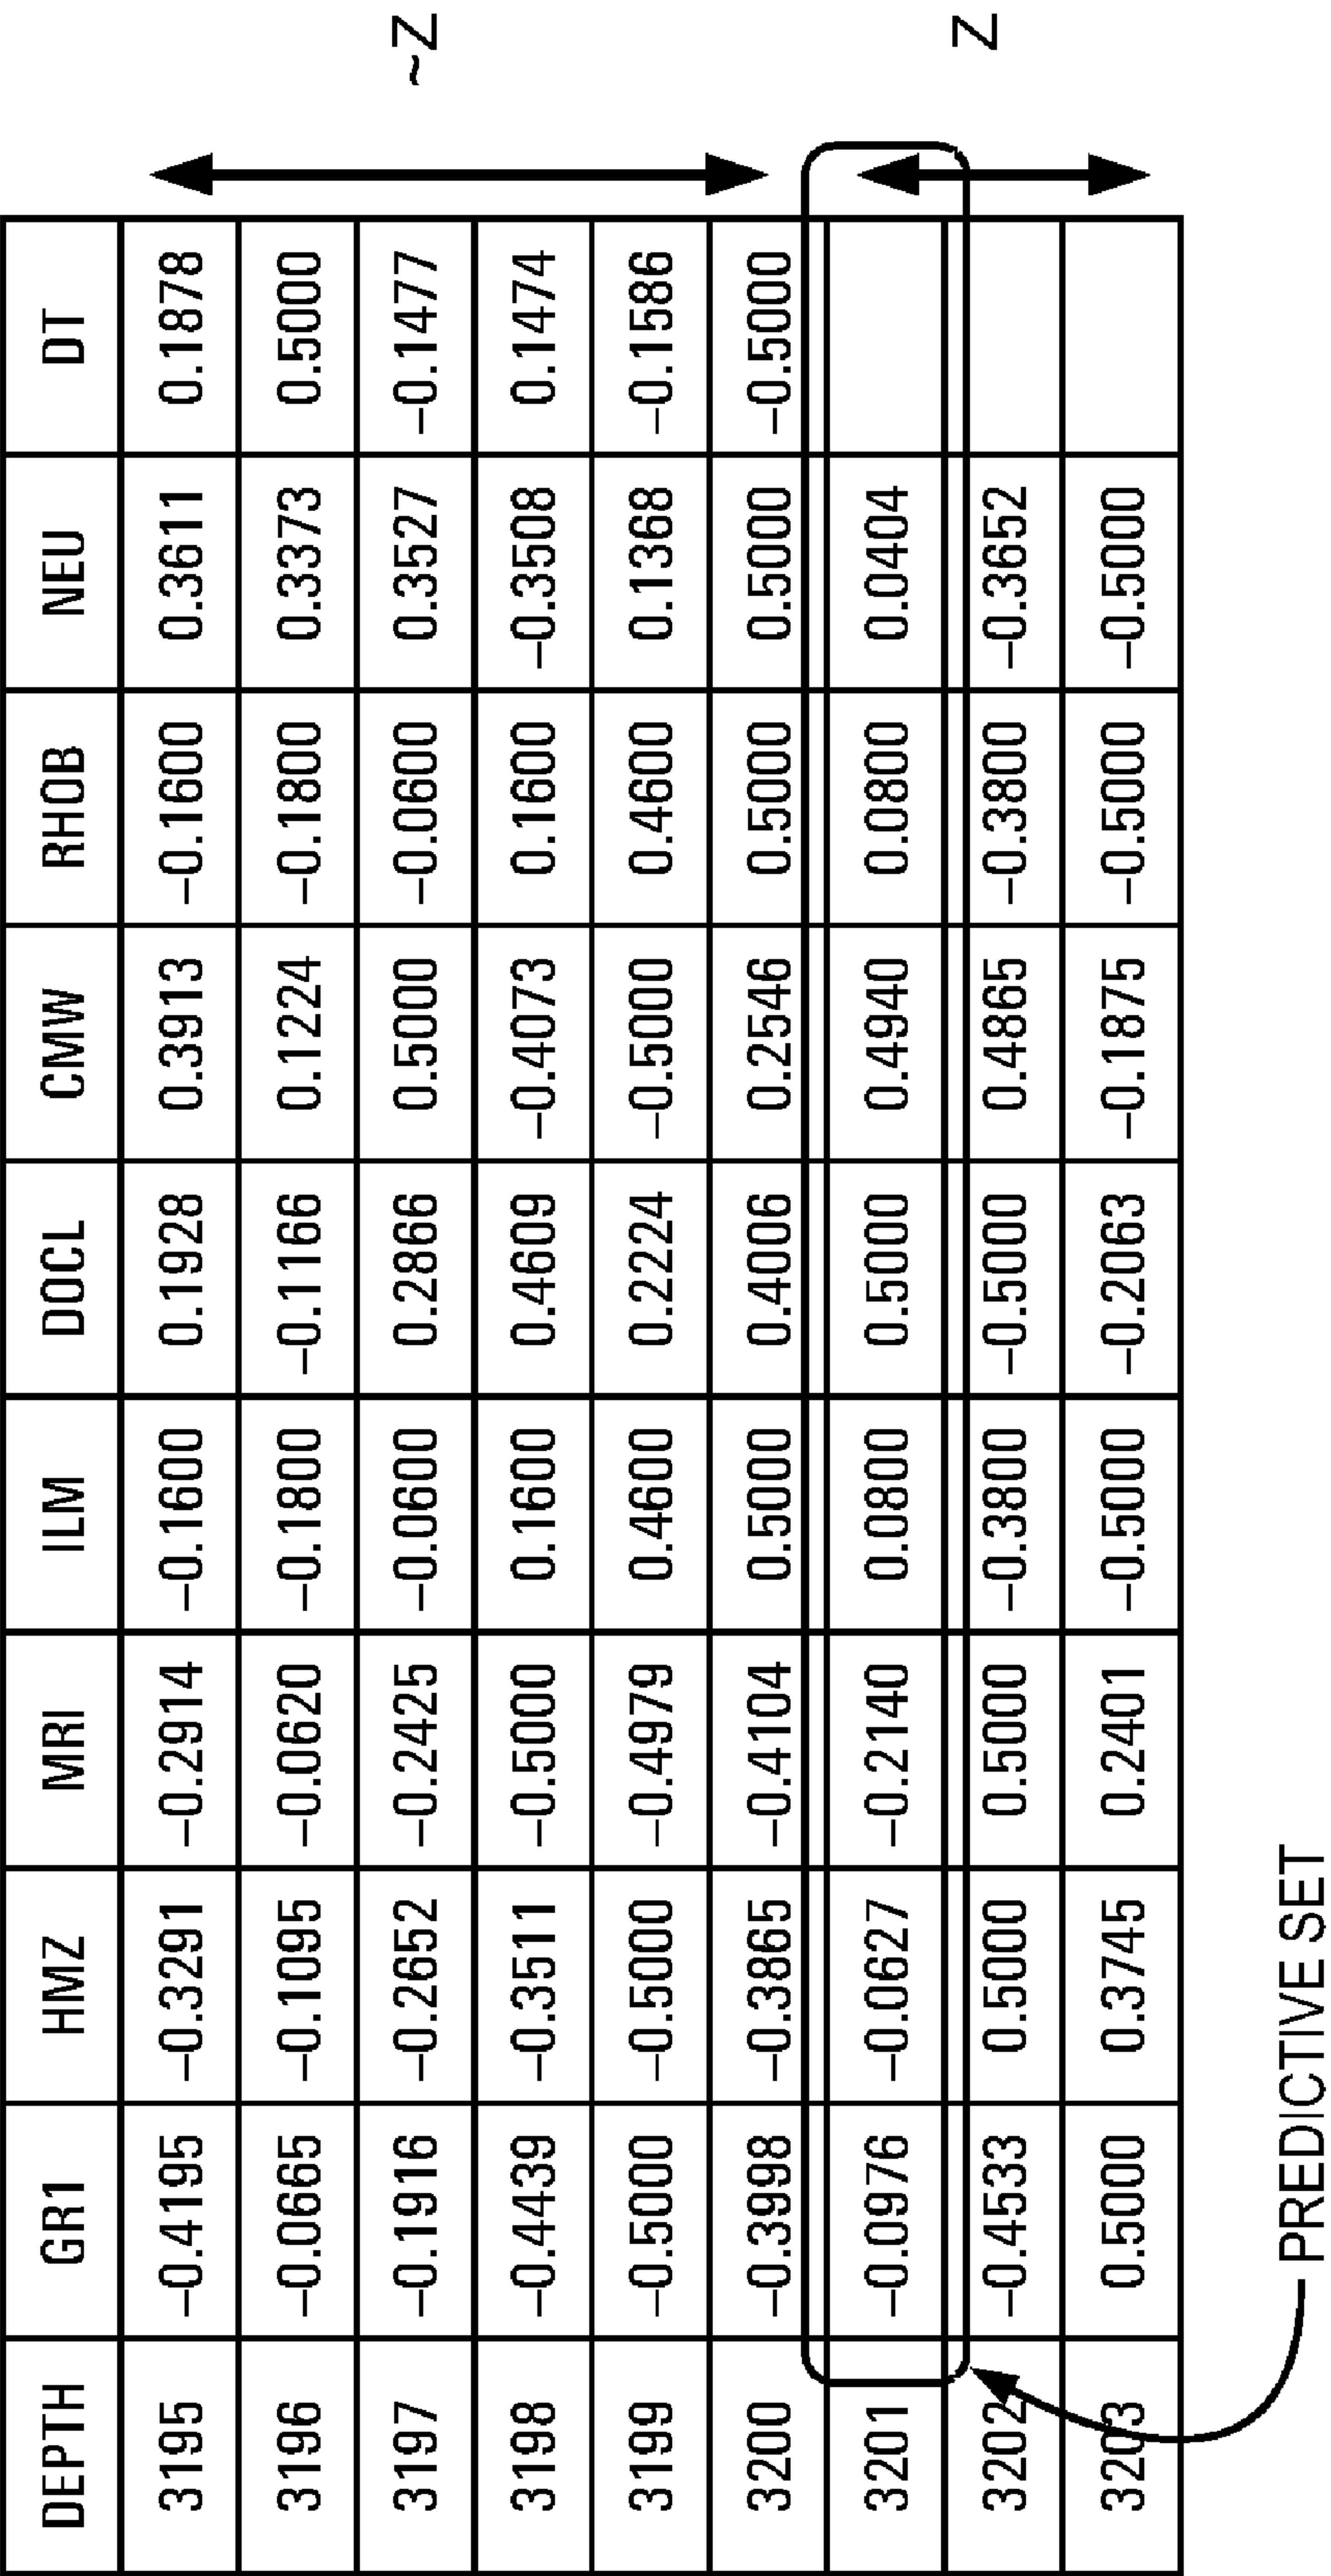 DEPTH GR1 HMZ MRI ILM DOCL CMW RHOB NEU DT
3195 –0.4195 –0.3291 –0.2914 –0.1600 0.1928 0.3913 –0.1600 0.3611 0.1878
3196 –0.0665 –0.1095 –0.0620 –0.1800 –0.1166 0.1224 –0.1800 0.3373 0.5000
3197 –0.1916 –0.2652 –0.2425 –0.0600 0.2866 0.5000 –0.0600 0.3527 –0.1477
3198 –0.4439 –0.3511 –0.5000 0.1600 0.4609 –0.4073 0.1600 –0.3508 0.1474
3199 –0.5000 –0.5000 –0.4979 0.4600 0.2224 –0.5000 0.4600 0.1368 –0.1586
3200 –0.3998 –0.3865 –0.4104 0.5000 0.4006 0.2546 0.5000 0.5000 –0.5000
3201 –0.0976 –0.0627 –0.2140 0.0800 0.5000 0.4940 0.0800 0.0404
3202 –0.4533 0.5000 0.5000 –0.3800 –0.5000 0.4865 –0.3800 –0.3652
3203 0.5000 0.3745 0.2401 –0.5000 –0.2063 –0.1875 –0.5000 –0.5000
~Z
Z
PREDICTIVE SET